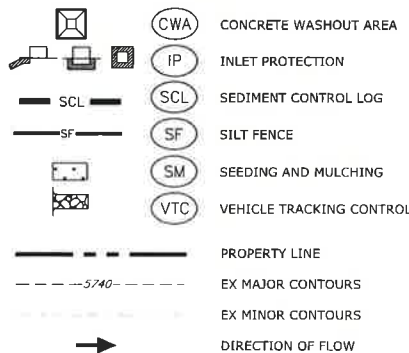 CWA CONCRETE WASHOUT AREA
IP INLET PROTECTION
SCL SCL SEDIMENT CONTROL LOG
SF SF SILT FENCE
SM SEEDING AND MULCHING
VTC VEHICLE TRACKING CONTROL
PROPERTY LINE
5740 EX MAJOR CONTOURS
EX MINOR CONTOURS
DIRECTION OF FLOW